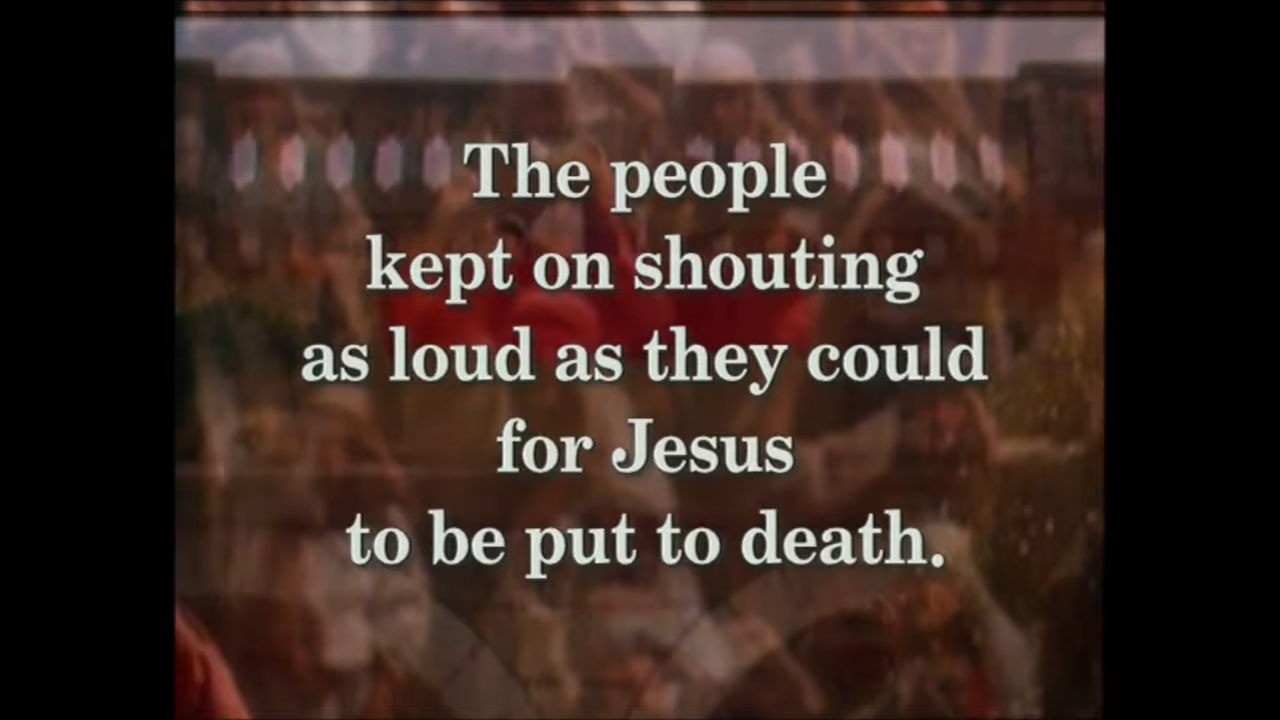 The people
kept on shouting
as loud as they could
for Jesus
to be put to death.